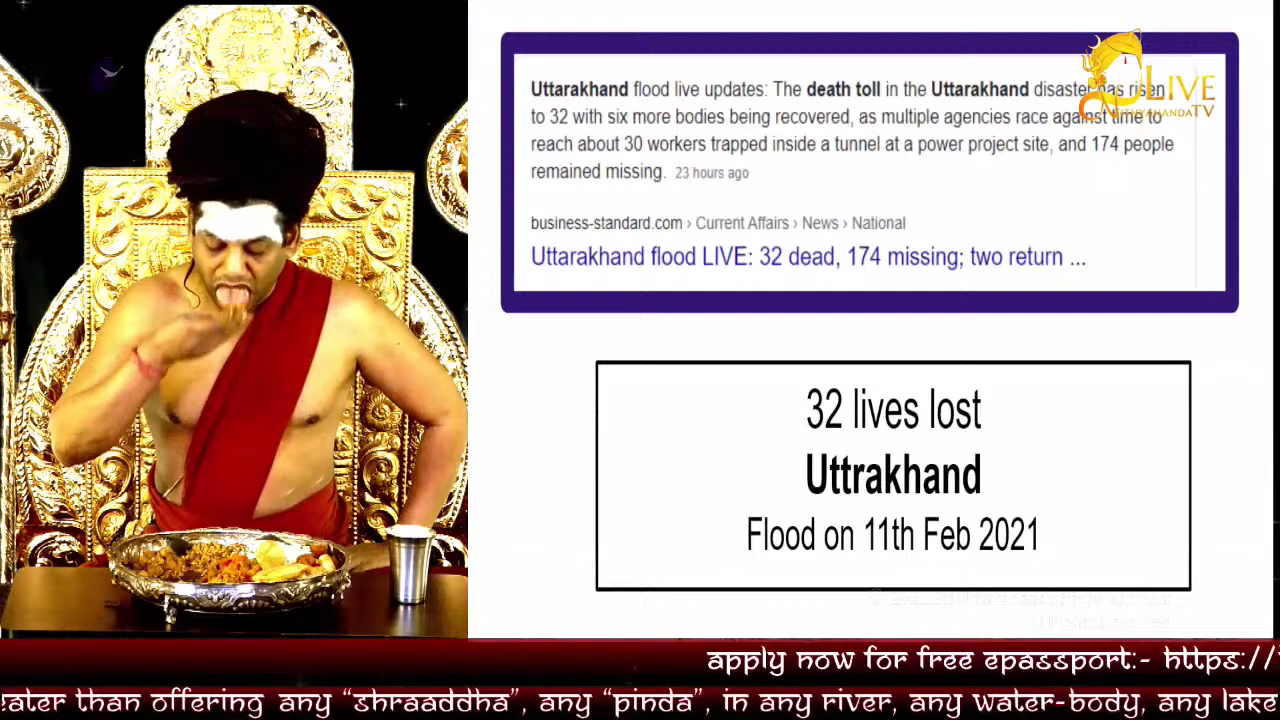 LIVE
NITHYANANDA TV
Uttarakhand flood live updates: The death toll in the Uttarakhand disaster has risen
to 32 with six more bodies being recovered, as multiple agencies race against time to
reach about 30 workers trapped inside a tunnel at a power project site, and 174 people
remained missing. 23 hours ago
business-standard.com › Current Affairs › News › National
Uttarakhand flood LIVE: 32 dead, 174 missing; two return ...
32 lives lost
Uttrakhand
Flood on 11th Feb 2021
apply now for free epassport:- https://
eater than offering any “shraaddha”, any “pinda”, in any river, any water-body, any lake